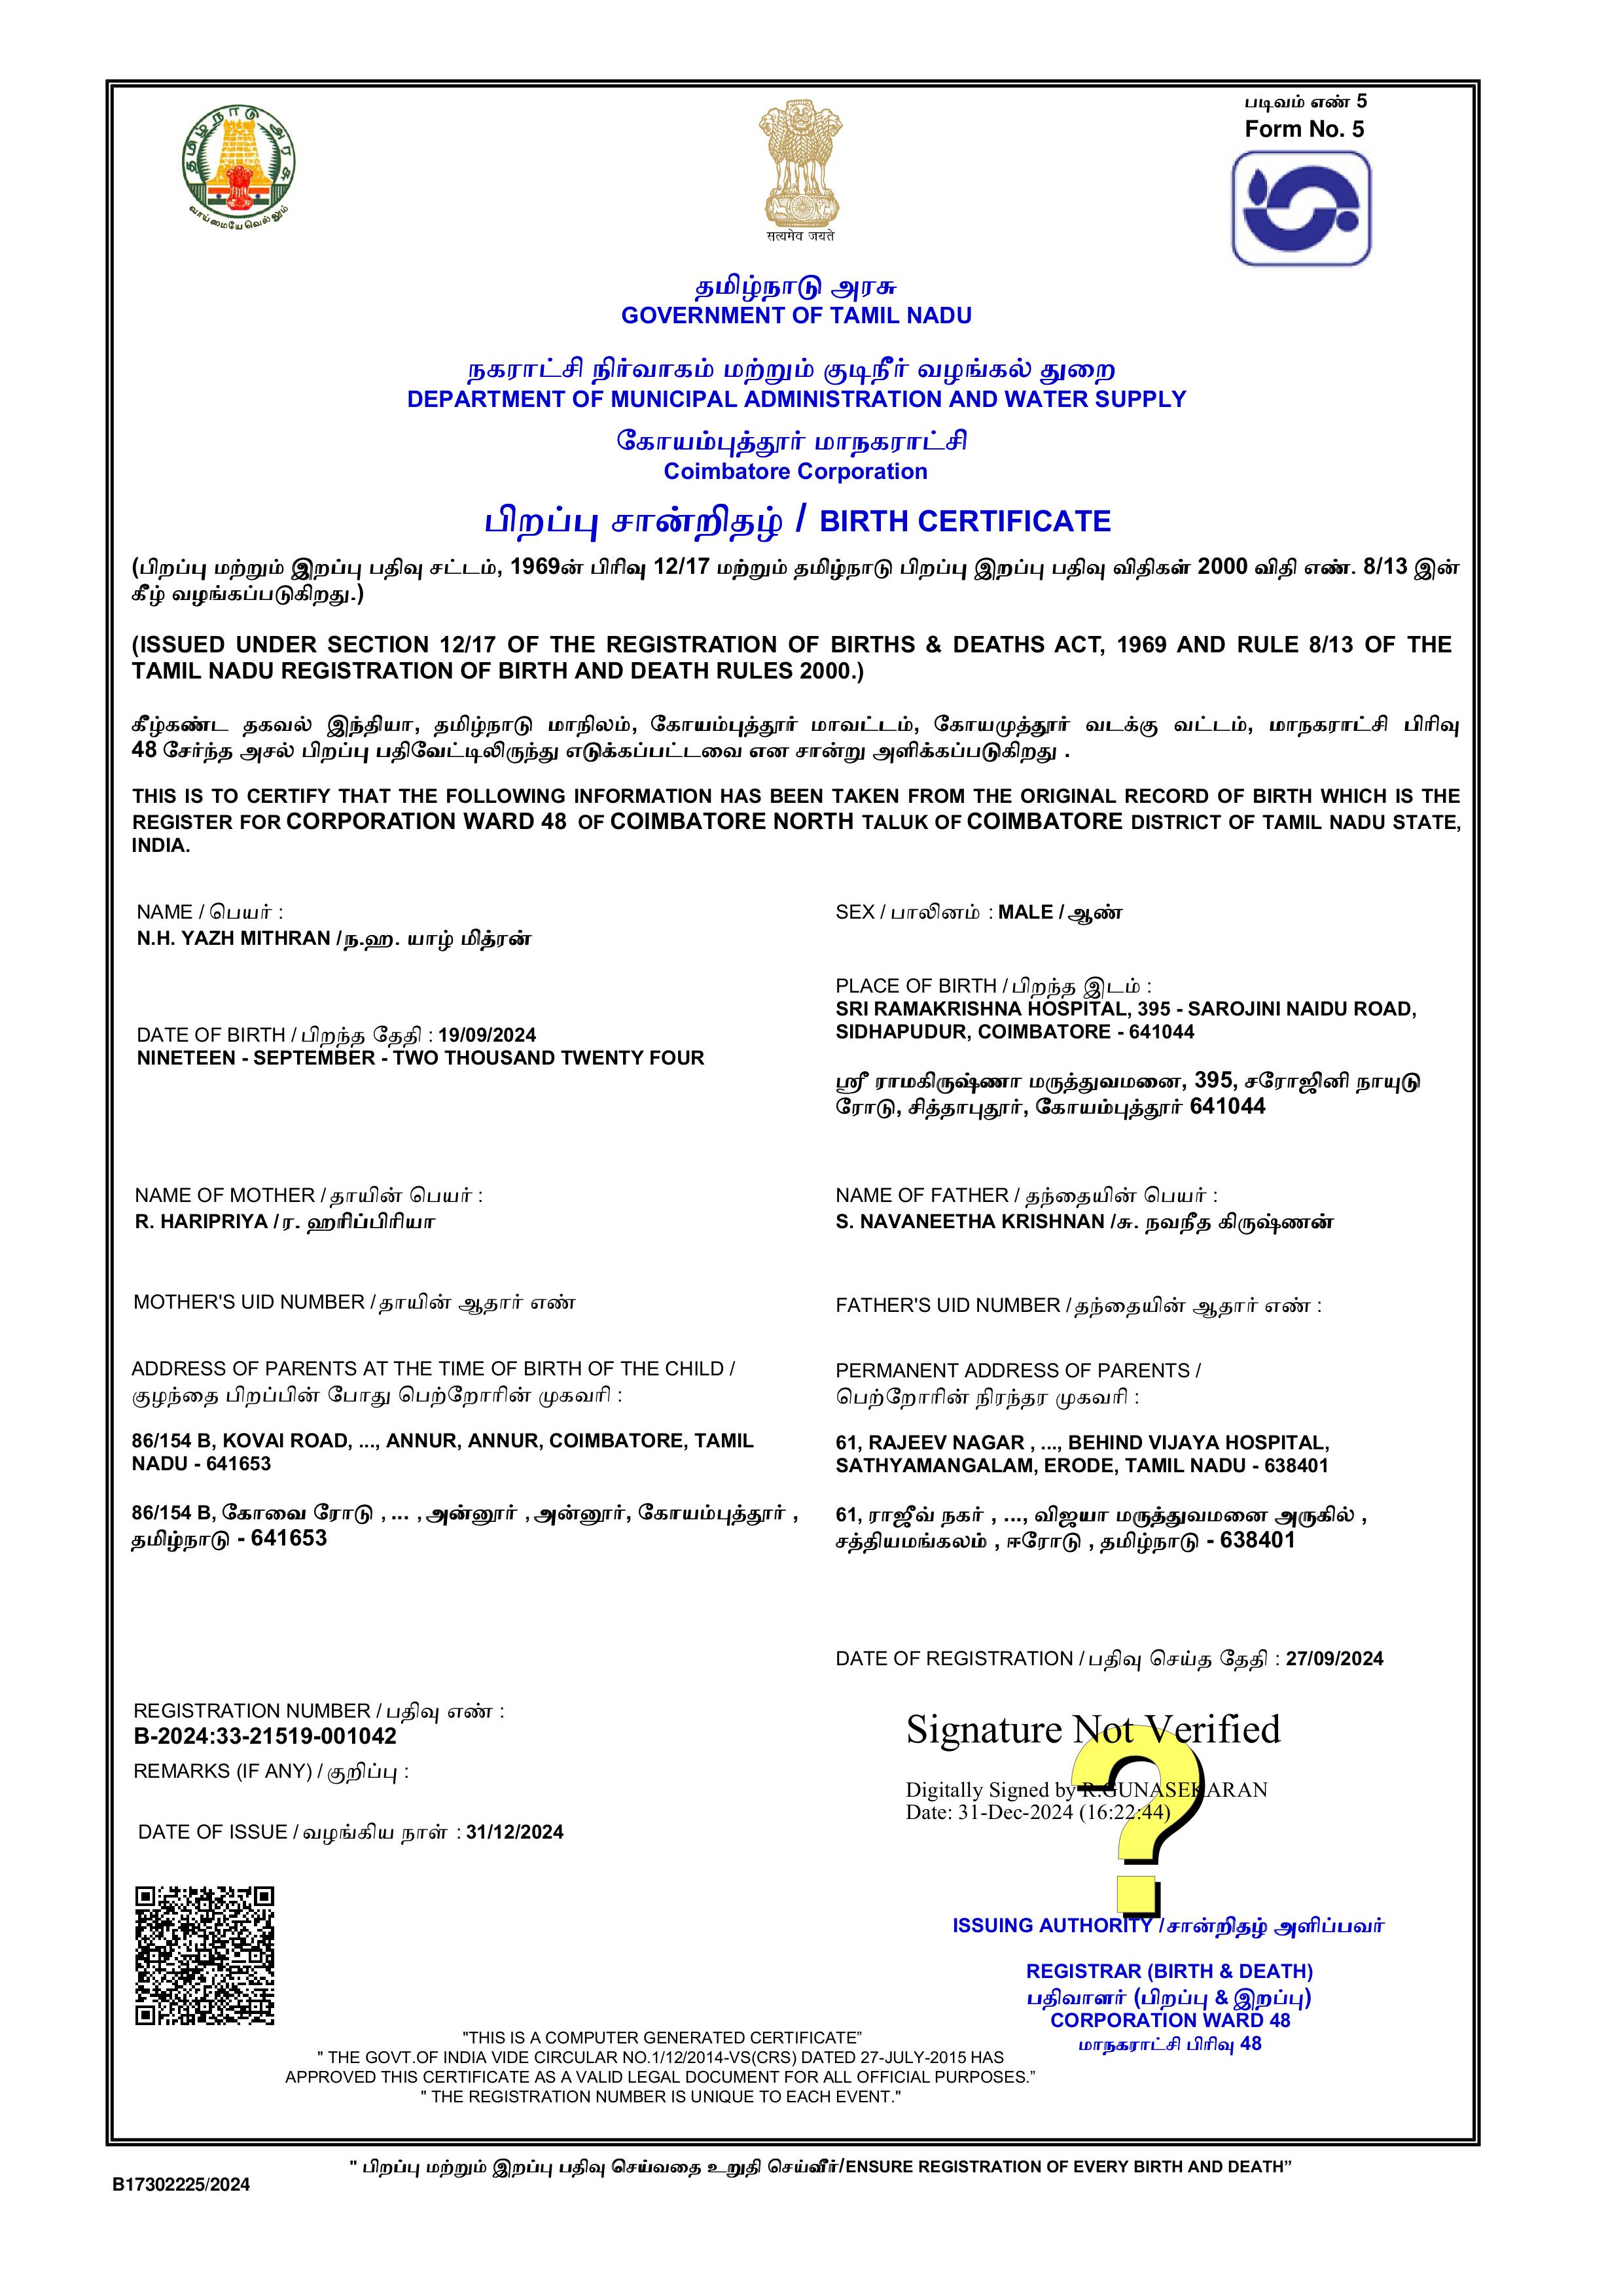 படிவம் எண் 5
Form No. 5
தமிழ்நாடு அரசு
வாய்மையே வெல்லும்
सत्यमेव जयते
தமிழ்நாடு அரசு
GOVERNMENT OF TAMIL NADU
நகராட்சி நிர்வாகம் மற்றும் குடிநீர் வழங்கல் துறை
DEPARTMENT OF MUNICIPAL ADMINISTRATION AND WATER SUPPLY
கோயம்புத்தூர் மாநகராட்சி
Coimbatore Corporation
பிறப்பு சான்றிதழ் / BIRTH CERTIFICATE
(பிறப்பு மற்றும் இறப்பு பதிவு சட்டம், 1969ன் பிரிவு 12/17 மற்றும் தமிழ்நாடு பிறப்பு இறப்பு பதிவு விதிகள் 2000 விதி எண். 8/13 இன்
கீழ் வழங்கப்படுகிறது.)
(ISSUED UNDER SECTION 12/17 OF THE REGISTRATION OF BIRTHS & DEATHS ACT, 1969 AND RULE 8/13 OF THE
TAMIL NADU REGISTRATION OF BIRTH AND DEATH RULES 2000.)
கீழ்கண்ட தகவல் இந்தியா, தமிழ்நாடு மாநிலம், கோயம்புத்தூர் மாவட்டம், கோயமுத்தூர் வடக்கு வட்டம், மாநகராட்சி பிரிவு
48 சேர்ந்த அசல் பிறப்பு பதிவேட்டிலிருந்து எடுக்கப்பட்டவை என சான்று அளிக்கப்படுகிறது .
THIS IS TO CERTIFY THAT THE FOLLOWING INFORMATION HAS BEEN TAKEN FROM THE ORIGINAL RECORD OF BIRTH WHICH IS THE
REGISTER FOR CORPORATION WARD 48 OF COIMBATORE NORTH TALUK OF COIMBATORE DISTRICT OF TAMIL NADU STATE,
INDIA.
NAME / பெயர் :
N.H. YAZH MITHRAN / ந.ஹ. யாழ் மித்ரன்
SEX / பாலினம் : MALE / ஆண்
DATE OF BIRTH / பிறந்த தேதி : 19/09/2024
NINETEEN - SEPTEMBER - TWO THOUSAND TWENTY FOUR
PLACE OF BIRTH / பிறந்த இடம் :
SRI RAMAKRISHNA HOSPITAL, 395 - SAROJINI NAIDU ROAD,
SIDHAPUDUR, COIMBATORE - 641044
ஸ்ரீ ராமகிருஷ்ணா மருத்துவமனை, 395, சரோஜினி நாயுடு
ரோடு, சித்தாபுதூர், கோயம்புத்தூர் 641044
NAME OF MOTHER / தாயின் பெயர் :
R. HARIPRIYA / ர. ஹரிப்பிரியா
NAME OF FATHER / தந்தையின் பெயர் :
S. NAVANEETHA KRISHNAN / சு. நவநீத கிருஷ்ணன்
MOTHER'S UID NUMBER / தாயின் ஆதார் எண்
FATHER'S UID NUMBER / தந்தையின் ஆதார் எண் :
ADDRESS OF PARENTS AT THE TIME OF BIRTH OF THE CHILD /
குழந்தை பிறப்பின் போது பெற்றோரின் முகவரி :
86/154 B, KOVAI ROAD, ..., ANNUR, ANNUR, COIMBATORE, TAMIL
NADU - 641653
86/154 B, கோவை ரோடு , ... , அன்னூர் , அன்னூர், கோயம்புத்தூர் ,
தமிழ்நாடு - 641653
PERMANENT ADDRESS OF PARENTS /
பெற்றோரின் நிரந்தர முகவரி :
61, RAJEEV NAGAR , ..., BEHIND VIJAYA HOSPITAL,
SATHYAMANGALAM, ERODE, TAMIL NADU - 638401
61, ராஜீவ் நகர் , ..., விஜயா மருத்துவமனை அருகில் ,
சத்தியமங்கலம் , ஈரோடு , தமிழ்நாடு - 638401
DATE OF REGISTRATION / பதிவு செய்த தேதி : 27/09/2024
REGISTRATION NUMBER / பதிவு எண் :
B-2024:33-21519-001042
REMARKS (IF ANY) / குறிப்பு :
DATE OF ISSUE / வழங்கிய நாள் : 31/12/2024
Signature Not Verified
Digitally Signed by R.GUNASEKARAN
Date: 31-Dec-2024 (16:22:44)
?
ISSUING AUTHORITY / சான்றிதழ் அளிப்பவர்
REGISTRAR (BIRTH & DEATH)
பதிவாளர் (பிறப்பு & இறப்பு)
CORPORATION WARD 48
மாநகராட்சி பிரிவு 48
"THIS IS A COMPUTER GENERATED CERTIFICATE”
" THE GOVT.OF INDIA VIDE CIRCULAR NO.1/12/2014-VS(CRS) DATED 27-JULY-2015 HAS
APPROVED THIS CERTIFICATE AS A VALID LEGAL DOCUMENT FOR ALL OFFICIAL PURPOSES.”
" THE REGISTRATION NUMBER IS UNIQUE TO EACH EVENT."
" பிறப்பு மற்றும் இறப்பு பதிவு செய்வதை உறுதி செய்வீர்/ENSURE REGISTRATION OF EVERY BIRTH AND DEATH”
B17302225/2024